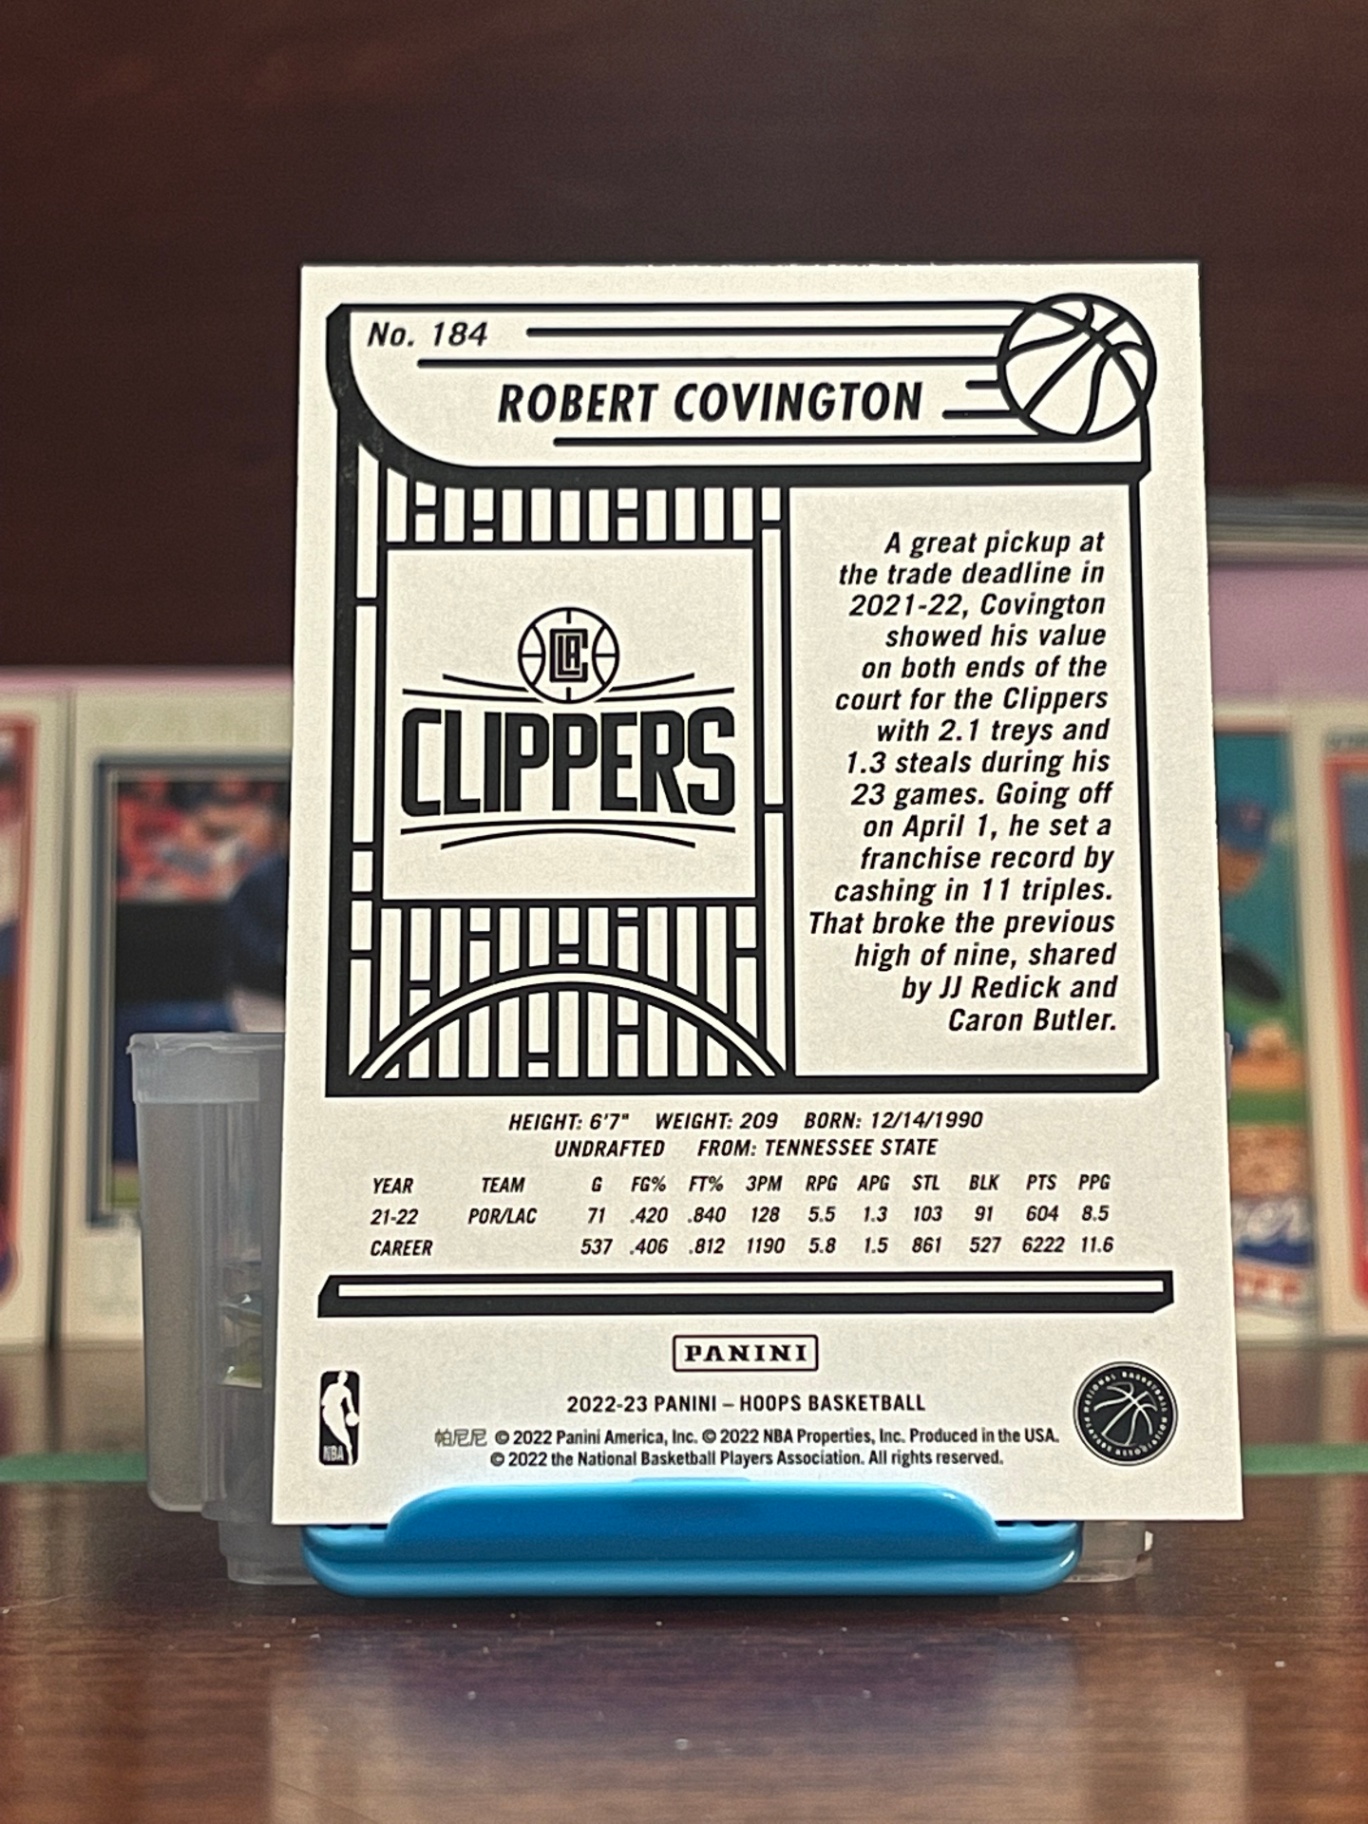 No. 184
ROBERT COVINGTON
LAC
CLIPPERS
A great pickup at
the trade deadline in
2021-22, Covington
showed his value
on both ends of the
court for the Clippers
with 2.1 treys and
1.3 steals during his
23 games. Going off
on April 1, he set a
franchise record by
cashing in 11 triples.
That broke the previous
high of nine, shared
by JJ Redick and
Caron Butler.
HEIGHT: 6'7" WEIGHT: 209 BORN: 12/14/1990
UNDRAFTED FROM: TENNESSEE STATE
YEAR TEAM G FG% FT% 3PM RPG APG STL BLK PTS PPG
21-22 POR/LAC 71 .420 .840 128 5.5 1.3 103 91 604 8.5
CAREER 537 .406 .812 1190 5.8 1.5 861 527 6222 11.6
PANINI
2022-23 PANINI – HOOPS BASKETBALL
帕尼尼 © 2022 Panini America, Inc. © 2022 NBA Properties, Inc. Produced in the USA.
© 2022 the National Basketball Players Association. All rights reserved.
NBA